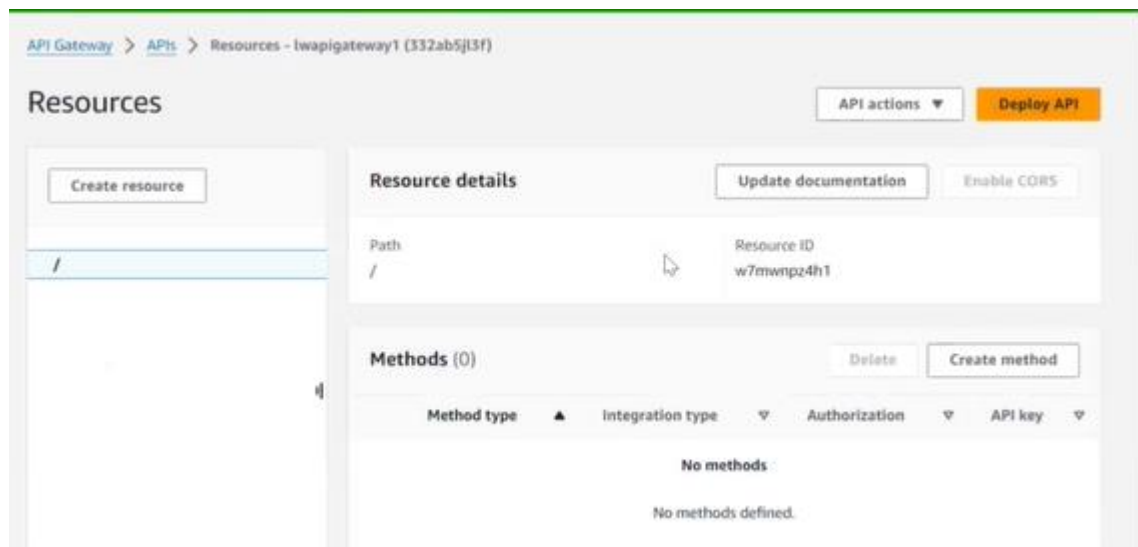 API Gateway > APIs > Resources - lwapigateway1 (332ab5jl3f)
Resources
API actions ▼
Deploy API
Create resource
/
Resource details
Update documentation
Enable CORS
Path
/
Resource ID
w7mwnpz4h1
Methods (0)
Delete
Create method
Method type ▲ Integration type ▽ Authorization ▽ API key ▽
No methods
No methods defined.